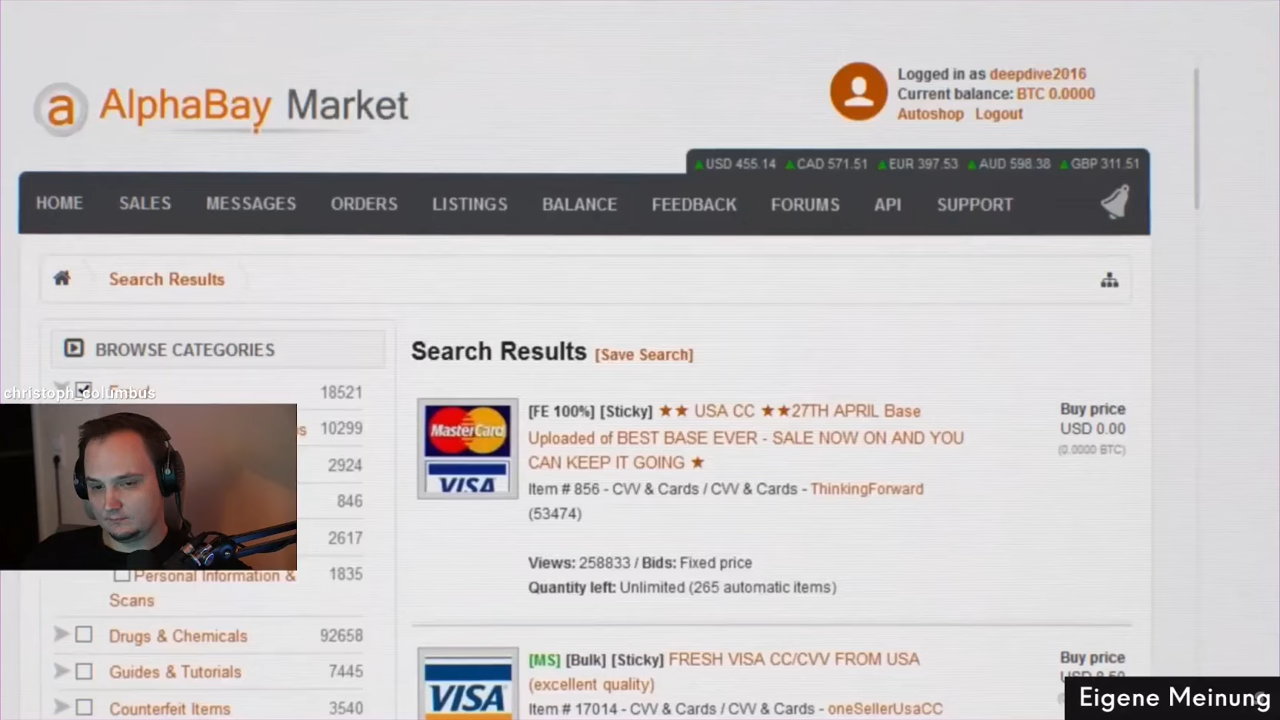 a AlphaBay Market
Logged in as deepdive2016
Current balance: BTC 0.0000
Autoshop Logout
USD 455.14 CAD 571.51 EUR 397.53 AUD 598.38 GBP 311.51
HOME SALES MESSAGES ORDERS LISTINGS BALANCE FEEDBACK FORUMS API SUPPORT
Search Results
BROWSE CATEGORIES
18521
christoph_columbus
10299
2924
846
2617
Personal Information & 1835
Scans
Drugs & Chemicals 92658
Guides & Tutorials 7445
Counterfeit Items 3540
Search Results [Save Search]
MasterCard
VISA
[FE 100%] [Sticky] ★★ USA CC ★★27TH APRIL Base
Uploaded of BEST BASE EVER - SALE NOW ON AND YOU
CAN KEEP IT GOING ★
Item # 856 - CVV & Cards / CVV & Cards - ThinkingForward
(53474)
Views: 258833 / Bids: Fixed price
Quantity left: Unlimited (265 automatic items)
Buy price
USD 0.00
(0.0000 BTC)
VISA
[MS] [Bulk] [Sticky] FRESH VISA CC/CVV FROM USA
(excellent quality)
Item # 17014 - CVV & Cards / CVV & Cards - oneSellerUsaCC
Buy price
Eigene Meinung